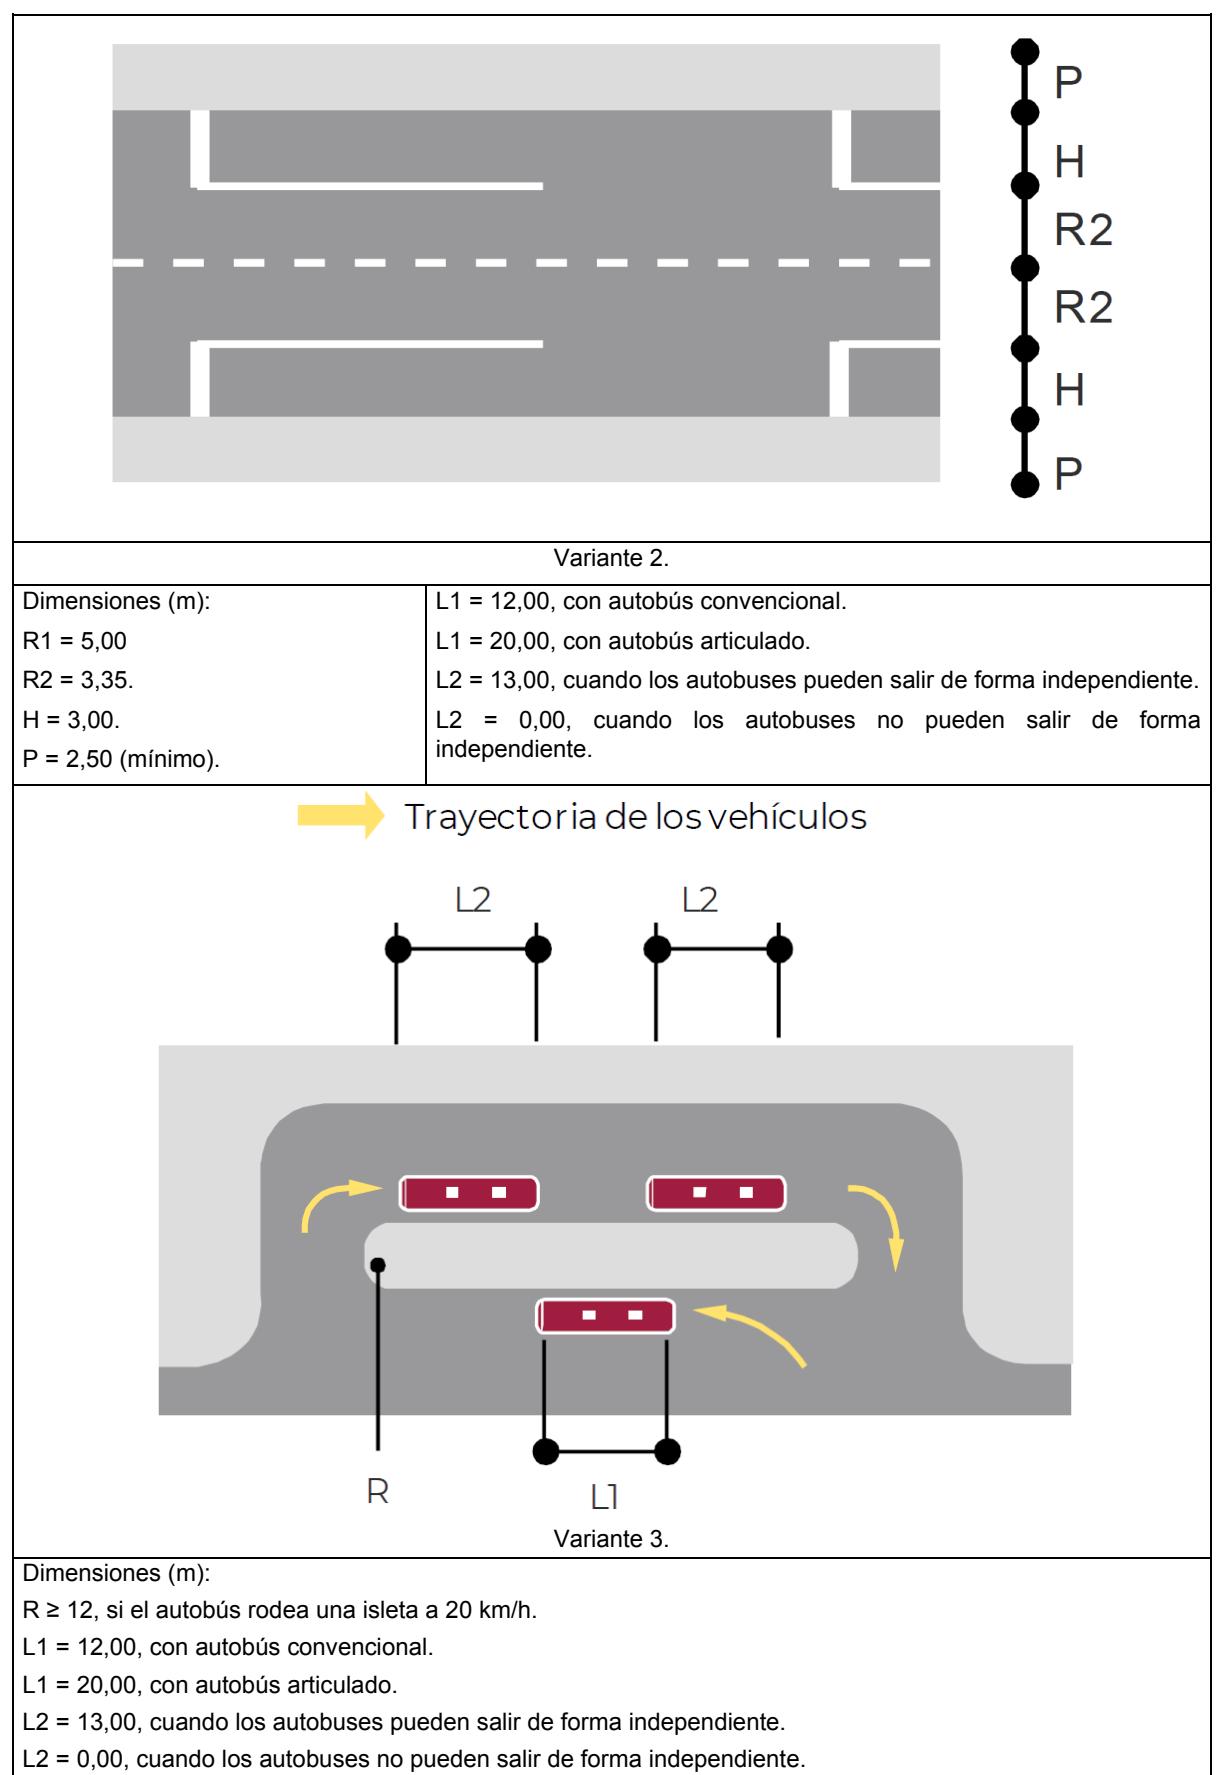 P
H
R2
R2
H
P
Variante 2.
Dimensiones (m):
R1 = 5,00
R2 = 3,35.
H = 3,00.
P = 2,50 (mínimo).
L1 = 12,00, con autobús convencional.
L1 = 20,00, con autobús articulado.
L2 = 13,00, cuando los autobuses pueden salir de forma independiente.
L2 = 0,00, cuando los autobuses no pueden salir de forma
independiente.
Trayectoria de los vehículos
L2 L2
R L1
Variante 3.
Dimensiones (m):
R ≥ 12, si el autobús rodea una isleta a 20 km/h.
L1 = 12,00, con autobús convencional.
L1 = 20,00, con autobús articulado.
L2 = 13,00, cuando los autobuses pueden salir de forma independiente.
L2 = 0,00, cuando los autobuses no pueden salir de forma independiente.